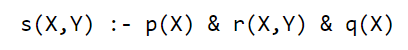 s(X,Y) :- p(X) & r(X,Y) & q(X)